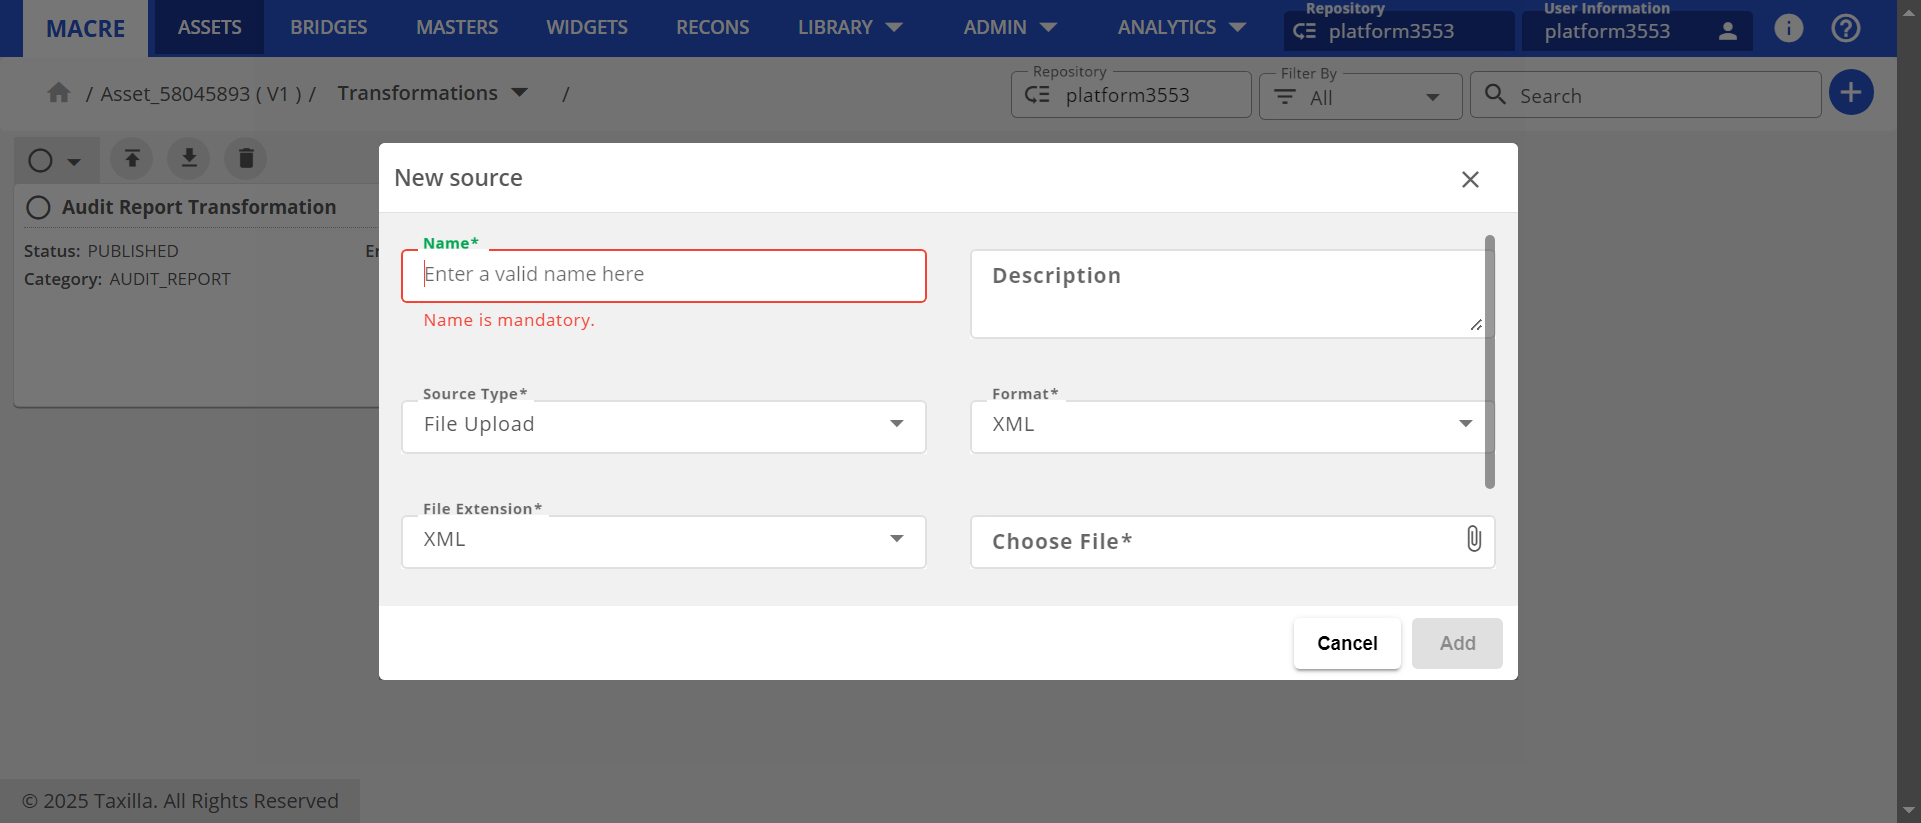 MACRE
ASSETS
BRIDGES
MASTERS
WIDGETS
RECONS
LIBRARY
ADMIN
ANALYTICS
Repository
platform3553
User Information
platform3553
/ Asset_58045893 ( V1 ) / Transformations /
Repository
platform3553
Filter By
All
Search
Audit Report Transformation
Status: PUBLISHED
Category: AUDIT_REPORT
New source
Name*
Enter a valid name here
Name is mandatory.
Description
Source Type*
File Upload
Format*
XML
File Extension*
XML
Choose File*
Cancel
Add
© 2025 Taxilla. All Rights Reserved